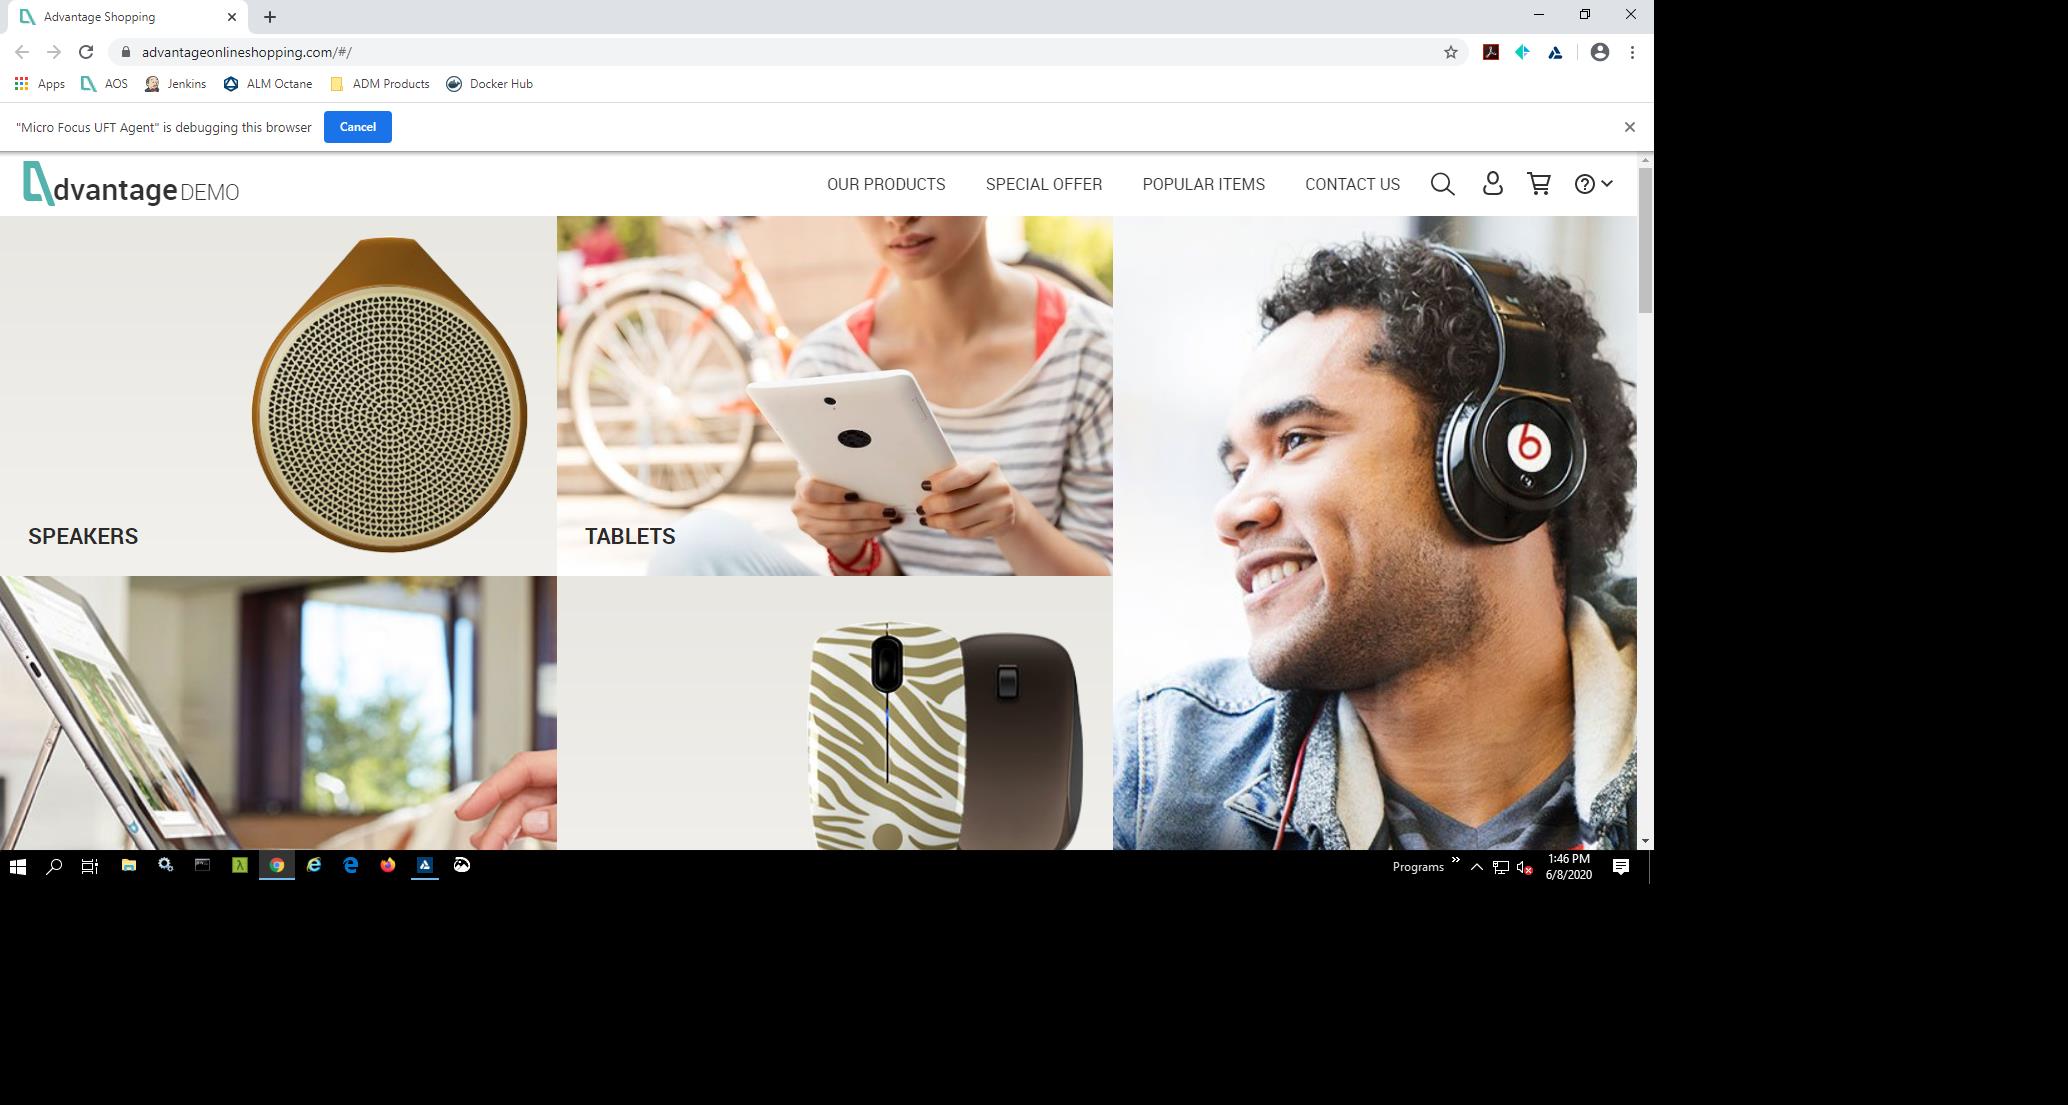 Advantage Shopping
advantageonlineshopping.com/#/
Apps
AOS
Jenkins
ALM Octane
ADM Products
Docker Hub
"Micro Focus UFT Agent" is debugging this browser
Cancel
dvantage DEMO
OUR PRODUCTS
SPECIAL OFFER
POPULAR ITEMS
CONTACT US
SPEAKERS
TABLETS
Programs
1:46 PM
6/8/2020